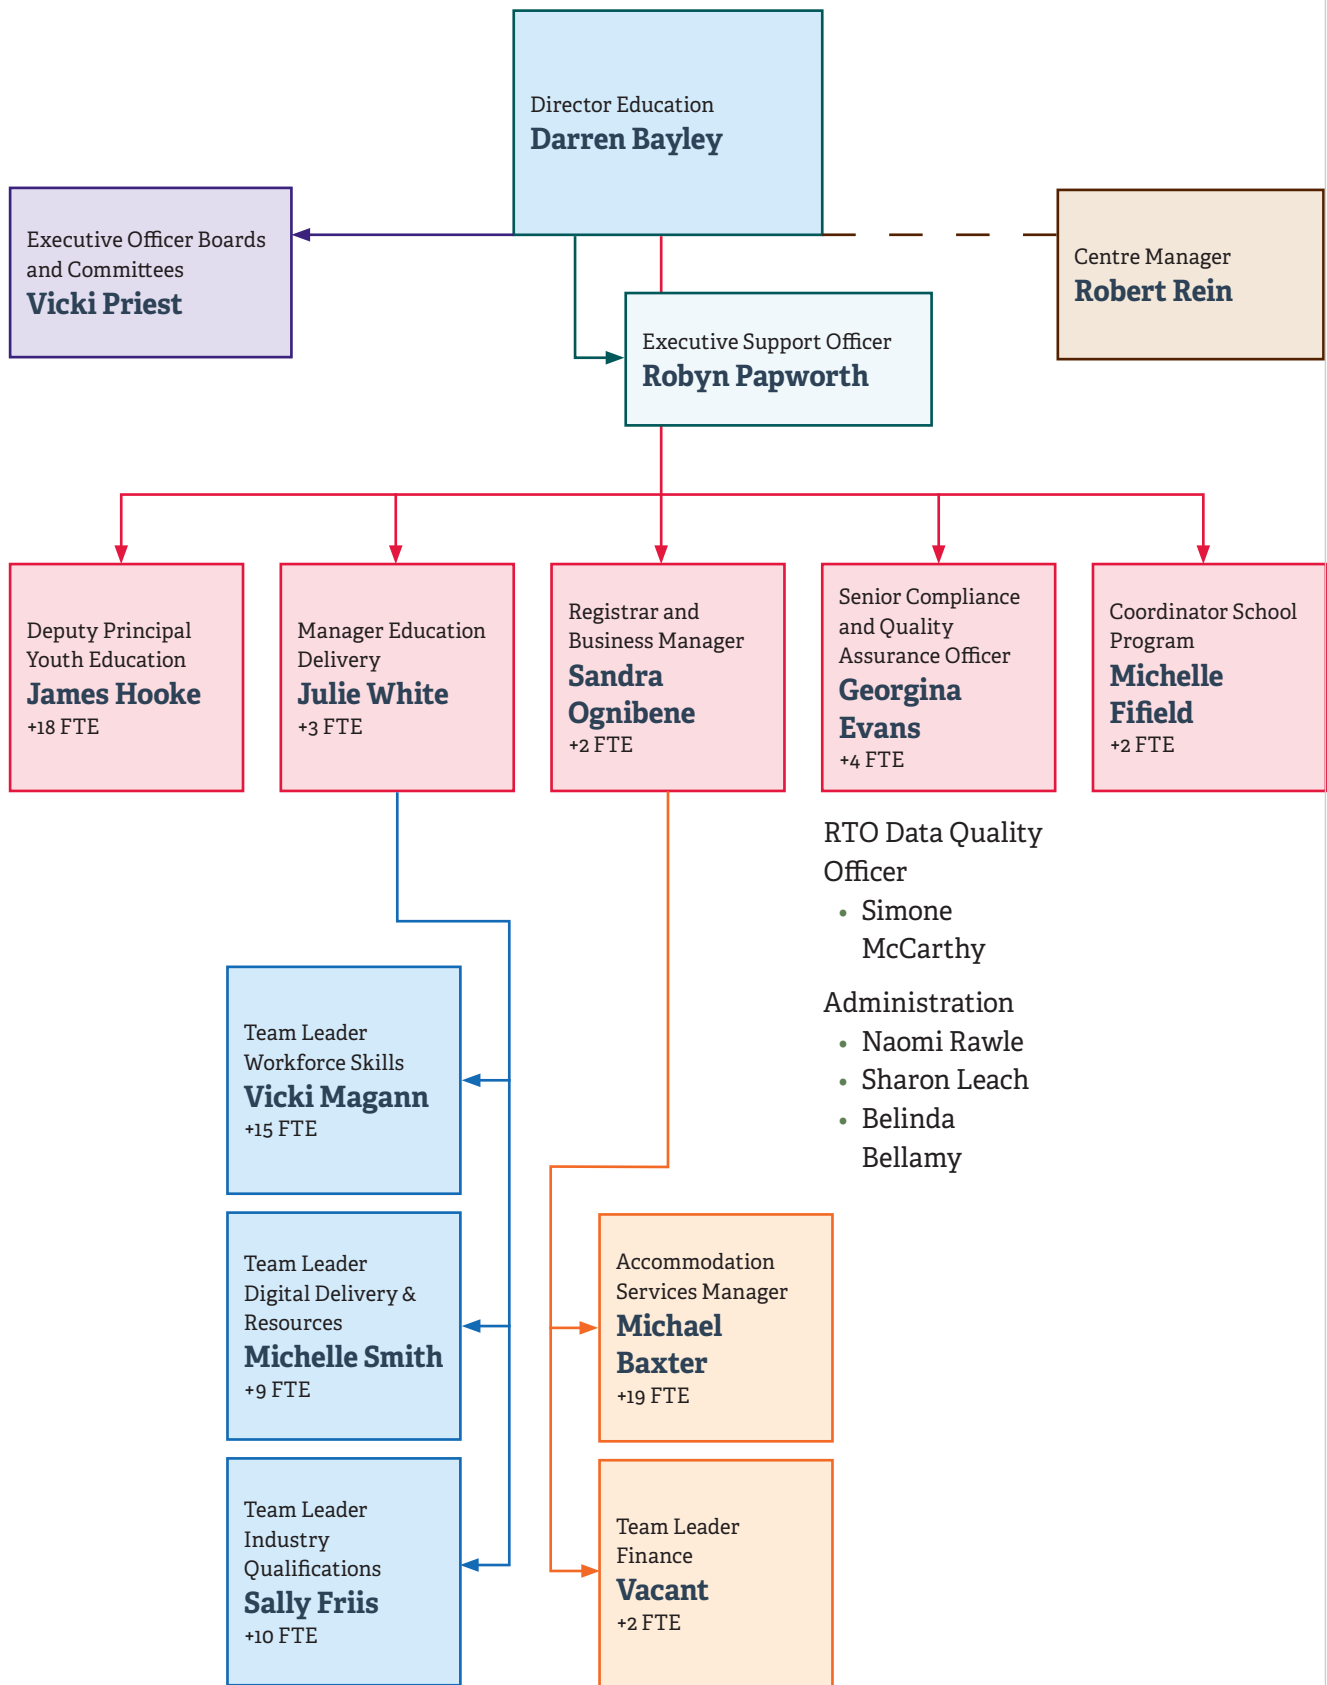 Director Education
Darren Bayley
Executive Officer Boards
and Committees
Vicki Priest
Centre Manager
Robert Rein
Executive Support Officer
Robyn Papworth
Deputy Principal
Youth Education
James Hooke
+18 FTE
Manager Education
Delivery
Julie White
+3 FTE
Registrar and
Business Manager
Sandra
Ognibene
+2 FTE
Senior Compliance
and Quality
Assurance Officer
Georgina
Evans
+4 FTE
Coordinator School
Program
Michelle
Fifield
+2 FTE
RTO Data Quality
Officer
• Simone
McCarthy
Administration
• Naomi Rawle
• Sharon Leach
• Belinda
Bellamy
Team Leader
Workforce Skills
Vicki Magann
+15 FTE
Team Leader
Digital Delivery &
Resources
Michelle Smith
+9 FTE
Team Leader
Industry
Qualifications
Sally Friis
+10 FTE
Accommodation
Services Manager
Michael
Baxter
+19 FTE
Team Leader
Finance
Vacant
+2 FTE